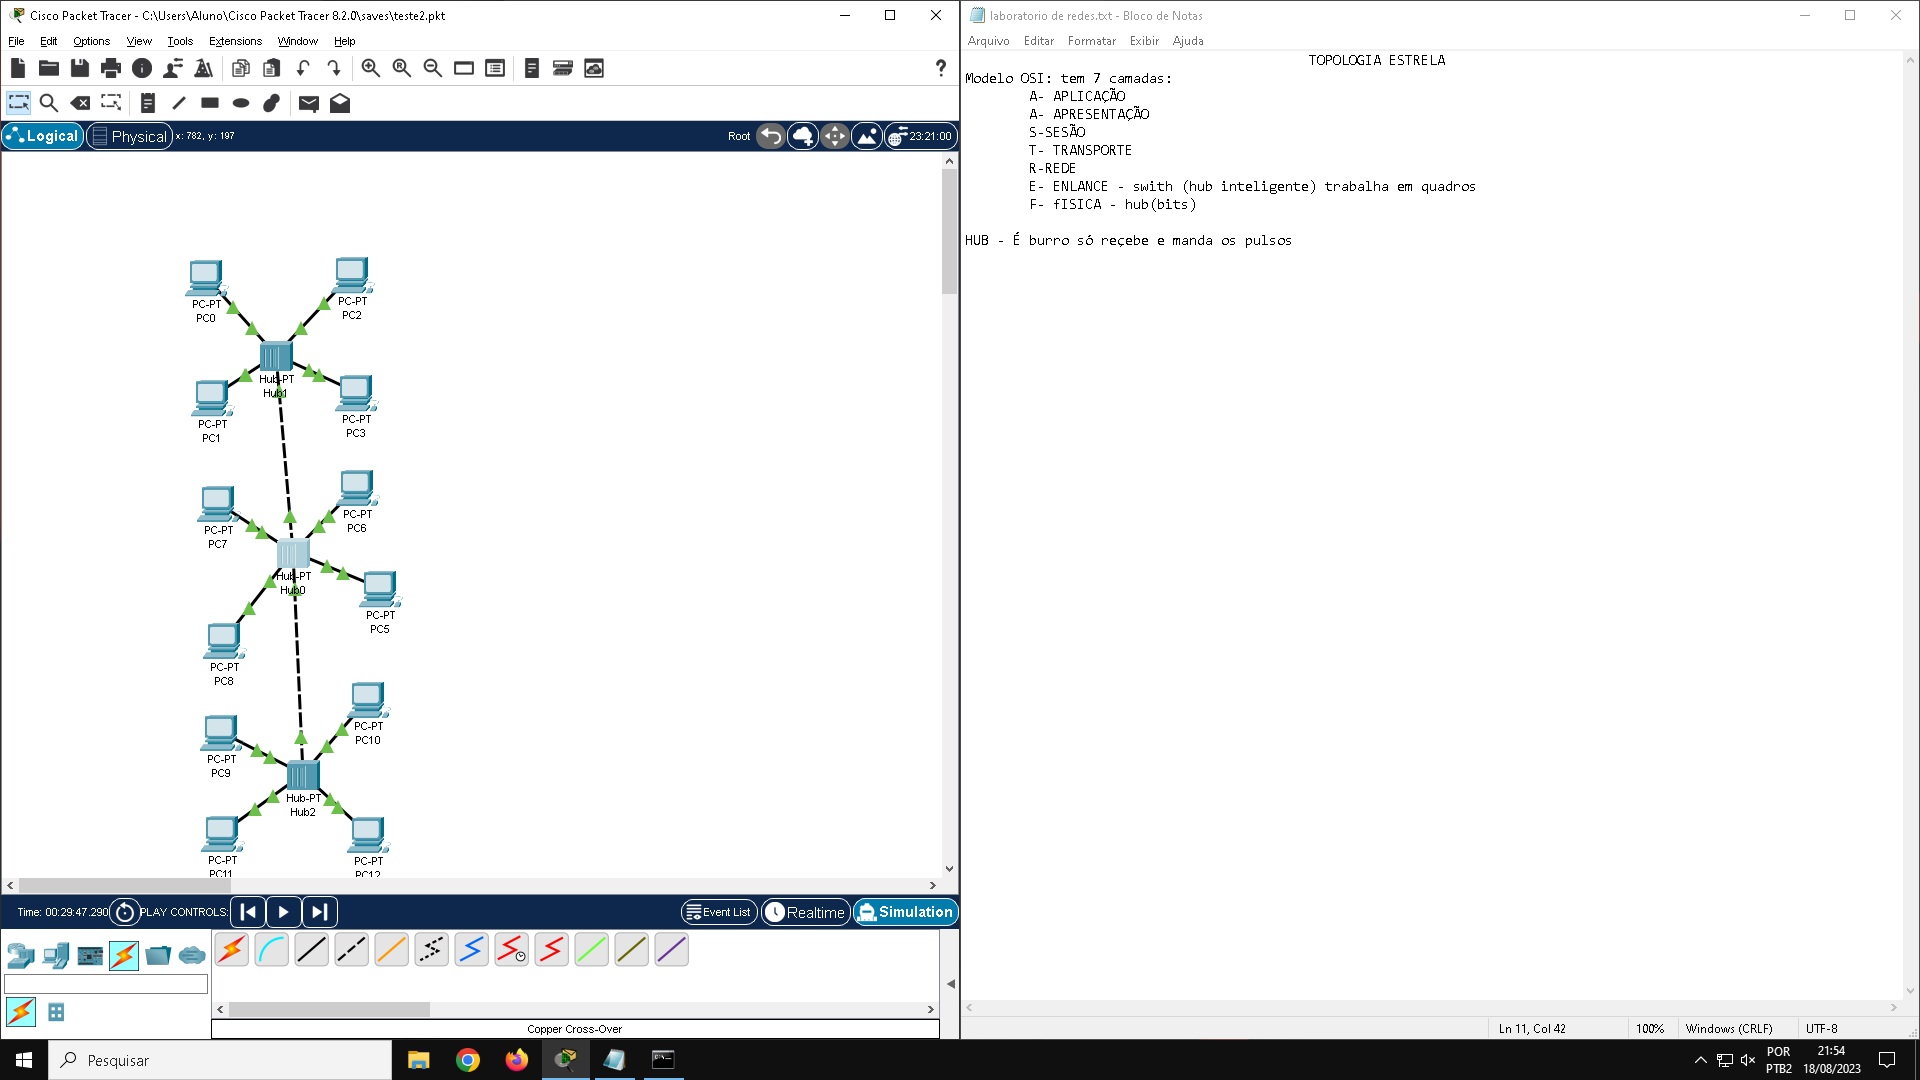 Cisco Packet Tracer - C:\Users\Aluno\Cisco Packet Tracer 8.2.0\saves\teste2.pkt
File Edit Options View Tools Extensions Window Help
?
Logical Physical x: 782, y: 197 Root 23:21:00
PC-PT
PC0
PC-PT
PC2
Hub-PT
Hub1
PC-PT
PC1
PC-PT
PC3
PC-PT
PC7
PC-PT
PC6
Hub-PT
Hub0
PC-PT
PC5
PC-PT
PC8
PC-PT
PC10
PC-PT
PC9
Hub-PT
Hub2
PC-PT
PC11
PC-PT
PC12
Time: 00:29:47.290 PLAY CONTROLS: Event List Realtime Simulation
Copper Cross-Over
laboratorio de redes.txt - Bloco de Notas
Arquivo Editar Formatar Exibir Ajuda
TOPOLOGIA ESTRELA
Modelo OSI: tem 7 camadas:
A- APLICAÇÃO
A- APRESENTAÇÃO
S-SESÃO
T- TRANSPORTE
R-REDE
E- ENLANCE - swith (hub inteligente) trabalha em quadros
F- fISICA - hub(bits)
HUB - É burro só reçebe e manda os pulsos
Ln 11, Col 42 100% Windows (CRLF) UTF-8
Pesquisar
POR
PTB2
21:54
18/08/2023